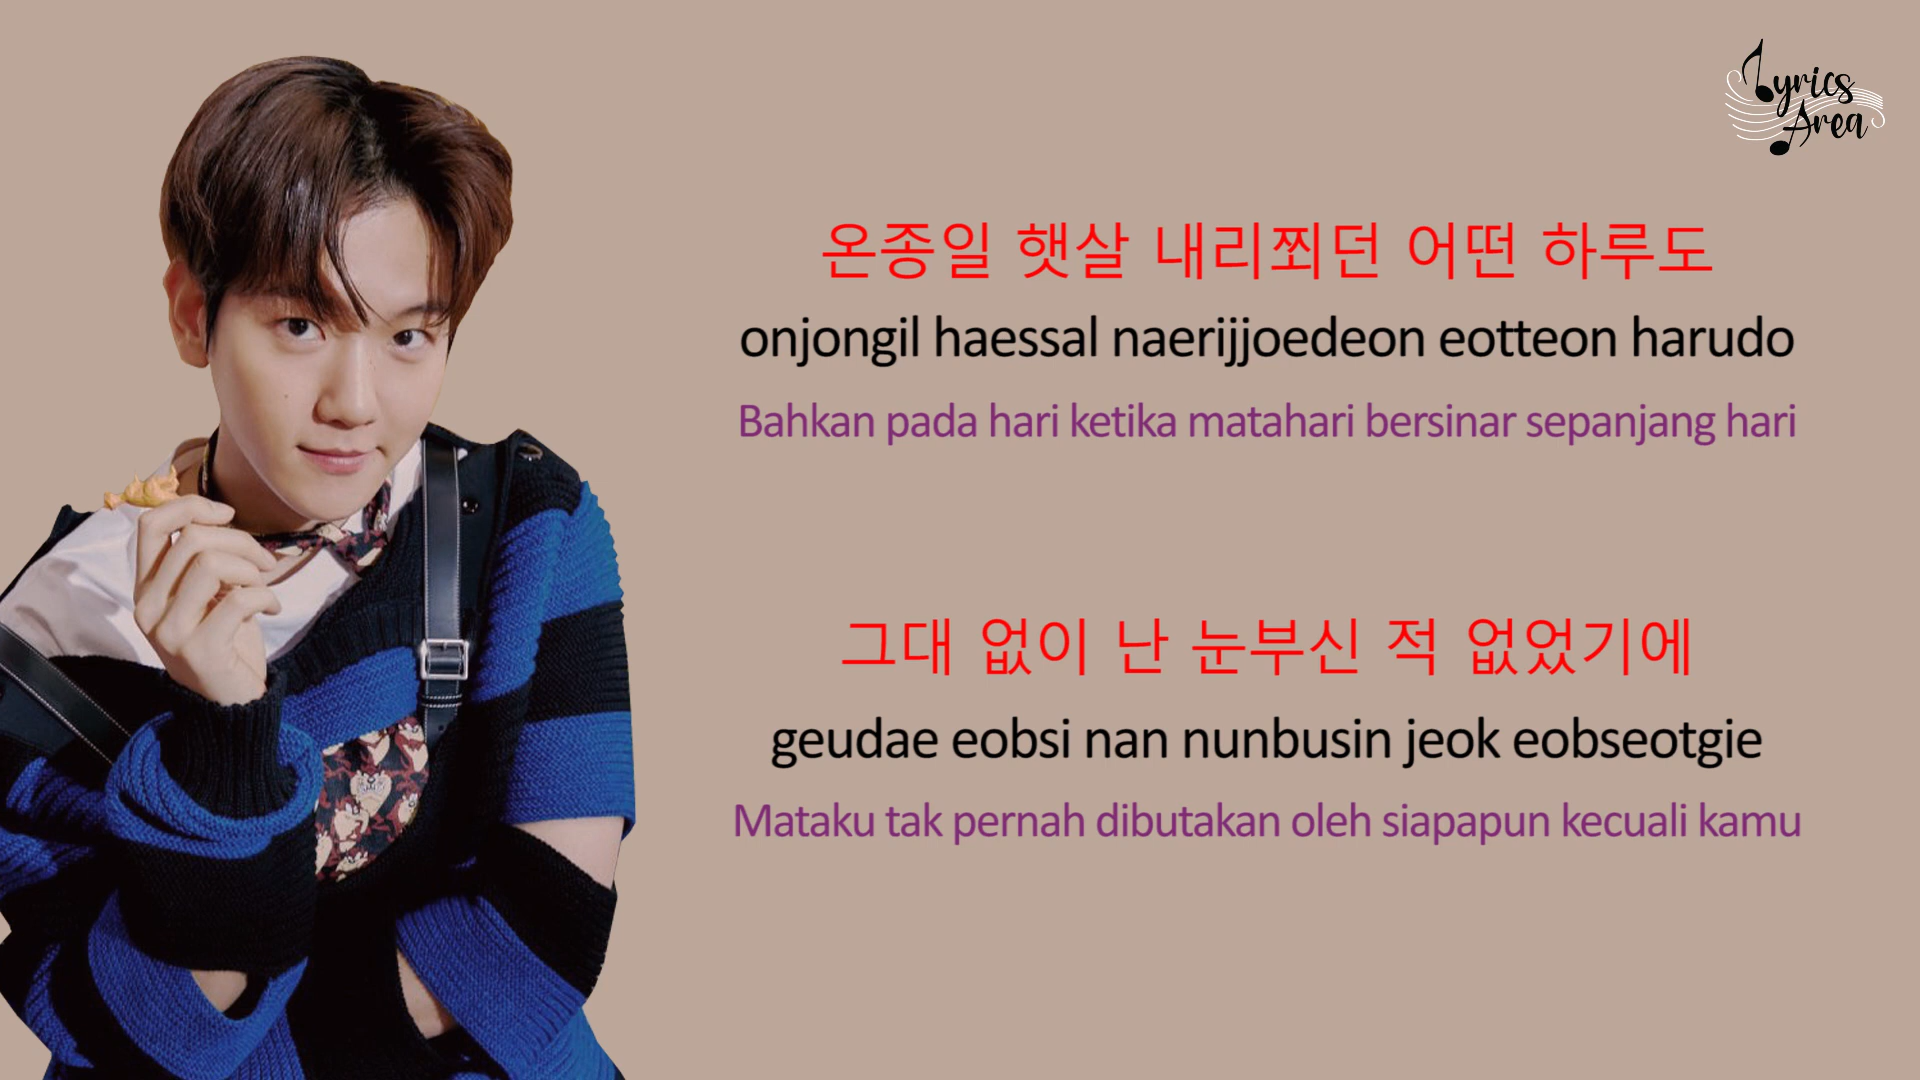 Lyrics
Area
온종일 햇살 내리쬐던 어떤 하루도
onjongil haessal naerijjoedeon eotteon harudo
Bahkan pada hari ketika matahari bersinar sepanjang hari
그대 없이 난 눈부신 적 없었기에
geudae eobsi nan nunbusin jeok eobseotgie
Mataku tak pernah dibutakan oleh siapapun kecuali kamu